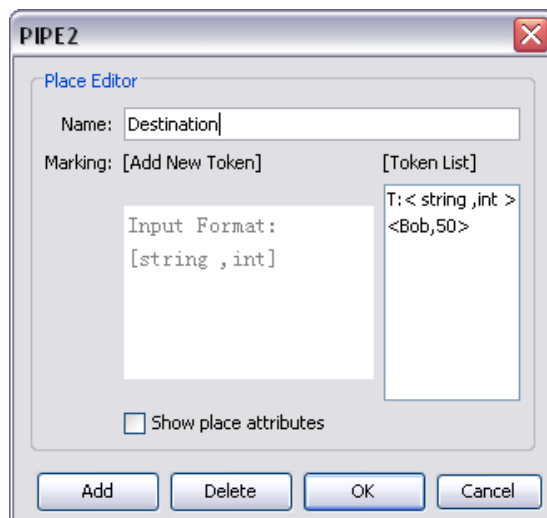 PIPE2
Place Editor
Name: Destination
Marking: [Add New Token] [Token List]
Input Format:
[string ,int]
T:< string ,int >
<Bob,50>
Show place attributes
Add Delete OK Cancel